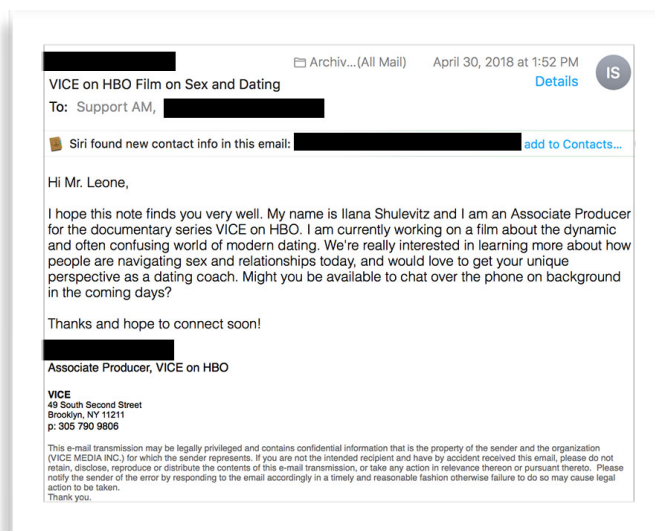 Archiv...(All Mail) April 30, 2018 at 1:52 PM
IS
VICE on HBO Film on Sex and Dating Details
To: Support AM,
Siri found new contact info in this email: add to Contacts...
Hi Mr. Leone,
I hope this note finds you very well. My name is Ilana Shulevitz and I am an Associate Producer
for the documentary series VICE on HBO. I am currently working on a film about the dynamic
and often confusing world of modern dating. We're really interested in learning more about how
people are navigating sex and relationships today, and would love to get your unique
perspective as a dating coach. Might you be available to chat over the phone on background
in the coming days?
Thanks and hope to connect soon!
Associate Producer, VICE on HBO
VICE
49 South Second Street
Brooklyn, NY 11211
p: 305 790 9806
This e-mail transmission may be legally privileged and contains confidential information that is the property of the sender and the organization
(VICE MEDIA INC.) for which the sender represents. If you are not the intended recipient and have by accident received this email, please do not
retain, disclose, reproduce or distribute the contents of this e-mail transmission, or take any action in relevance thereon or pursuant thereto. Please
notify the sender of the error by responding to the email accordingly in a timely and reasonable fashion otherwise failure to do so may cause legal
action to be taken.
Thank you.